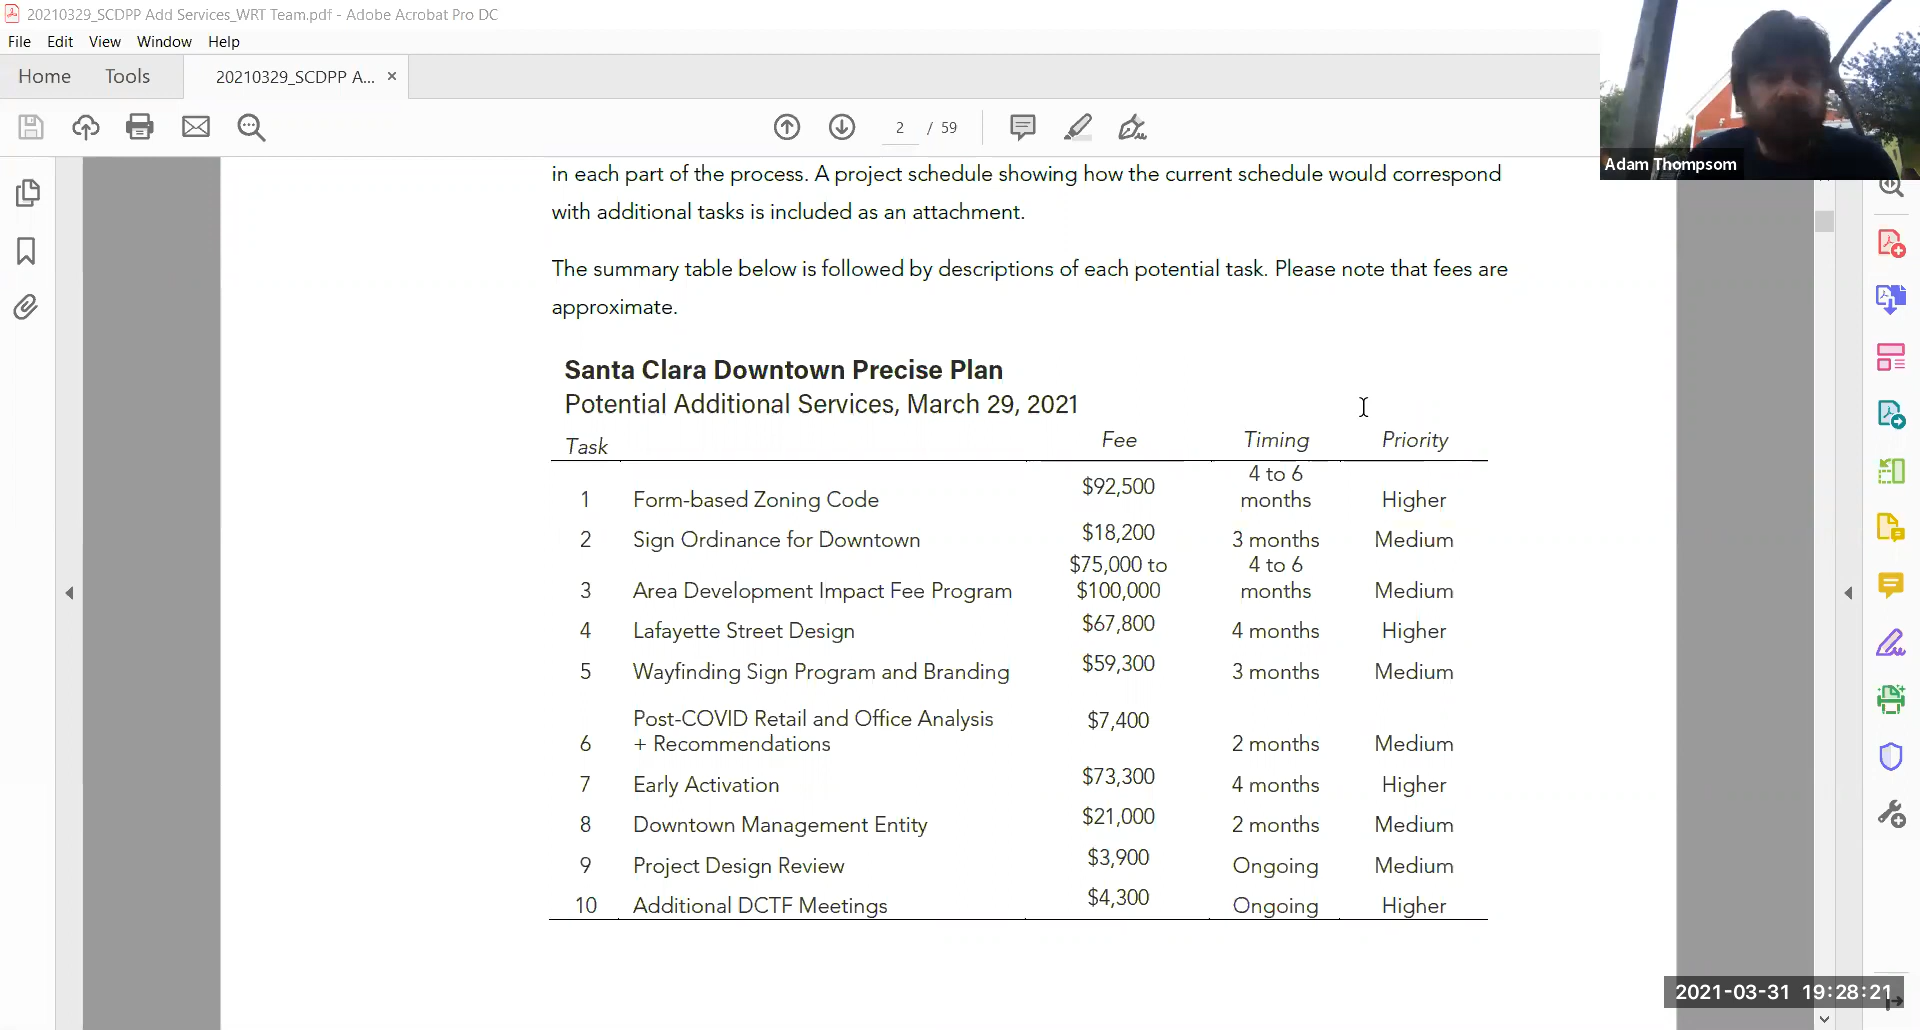 20210329_SCDPP Add Services_WRT Team.pdf - Adobe Acrobat Pro DC
File Edit View Window Help
Home Tools 20210329_SCDPP A... ×
2 / 59
Adam Thompsom
in each part of the process. A project schedule showing how the current schedule would correspond
with additional tasks is included as an attachment.
The summary table below is followed by descriptions of each potential task. Please note that fees are
approximate.
Santa Clara Downtown Precise Plan
Potential Additional Services, March 29, 2021
Task Fee Timing Priority
1 Form-based Zoning Code $92,500 4 to 6 months Higher
2 Sign Ordinance for Downtown $18,200 3 months Medium
3 Area Development Impact Fee Program $75,000 to $100,000 4 to 6 months Medium
4 Lafayette Street Design $67,800 4 months Higher
5 Wayfinding Sign Program and Branding $59,300 3 months Medium
6 Post-COVID Retail and Office Analysis + Recommendations $7,400 2 months Medium
7 Early Activation $73,300 4 months Higher
8 Downtown Management Entity $21,000 2 months Medium
9 Project Design Review $3,900 Ongoing Medium
10 Additional DCTF Meetings $4,300 Ongoing Higher
2021-03-31 19:28:21